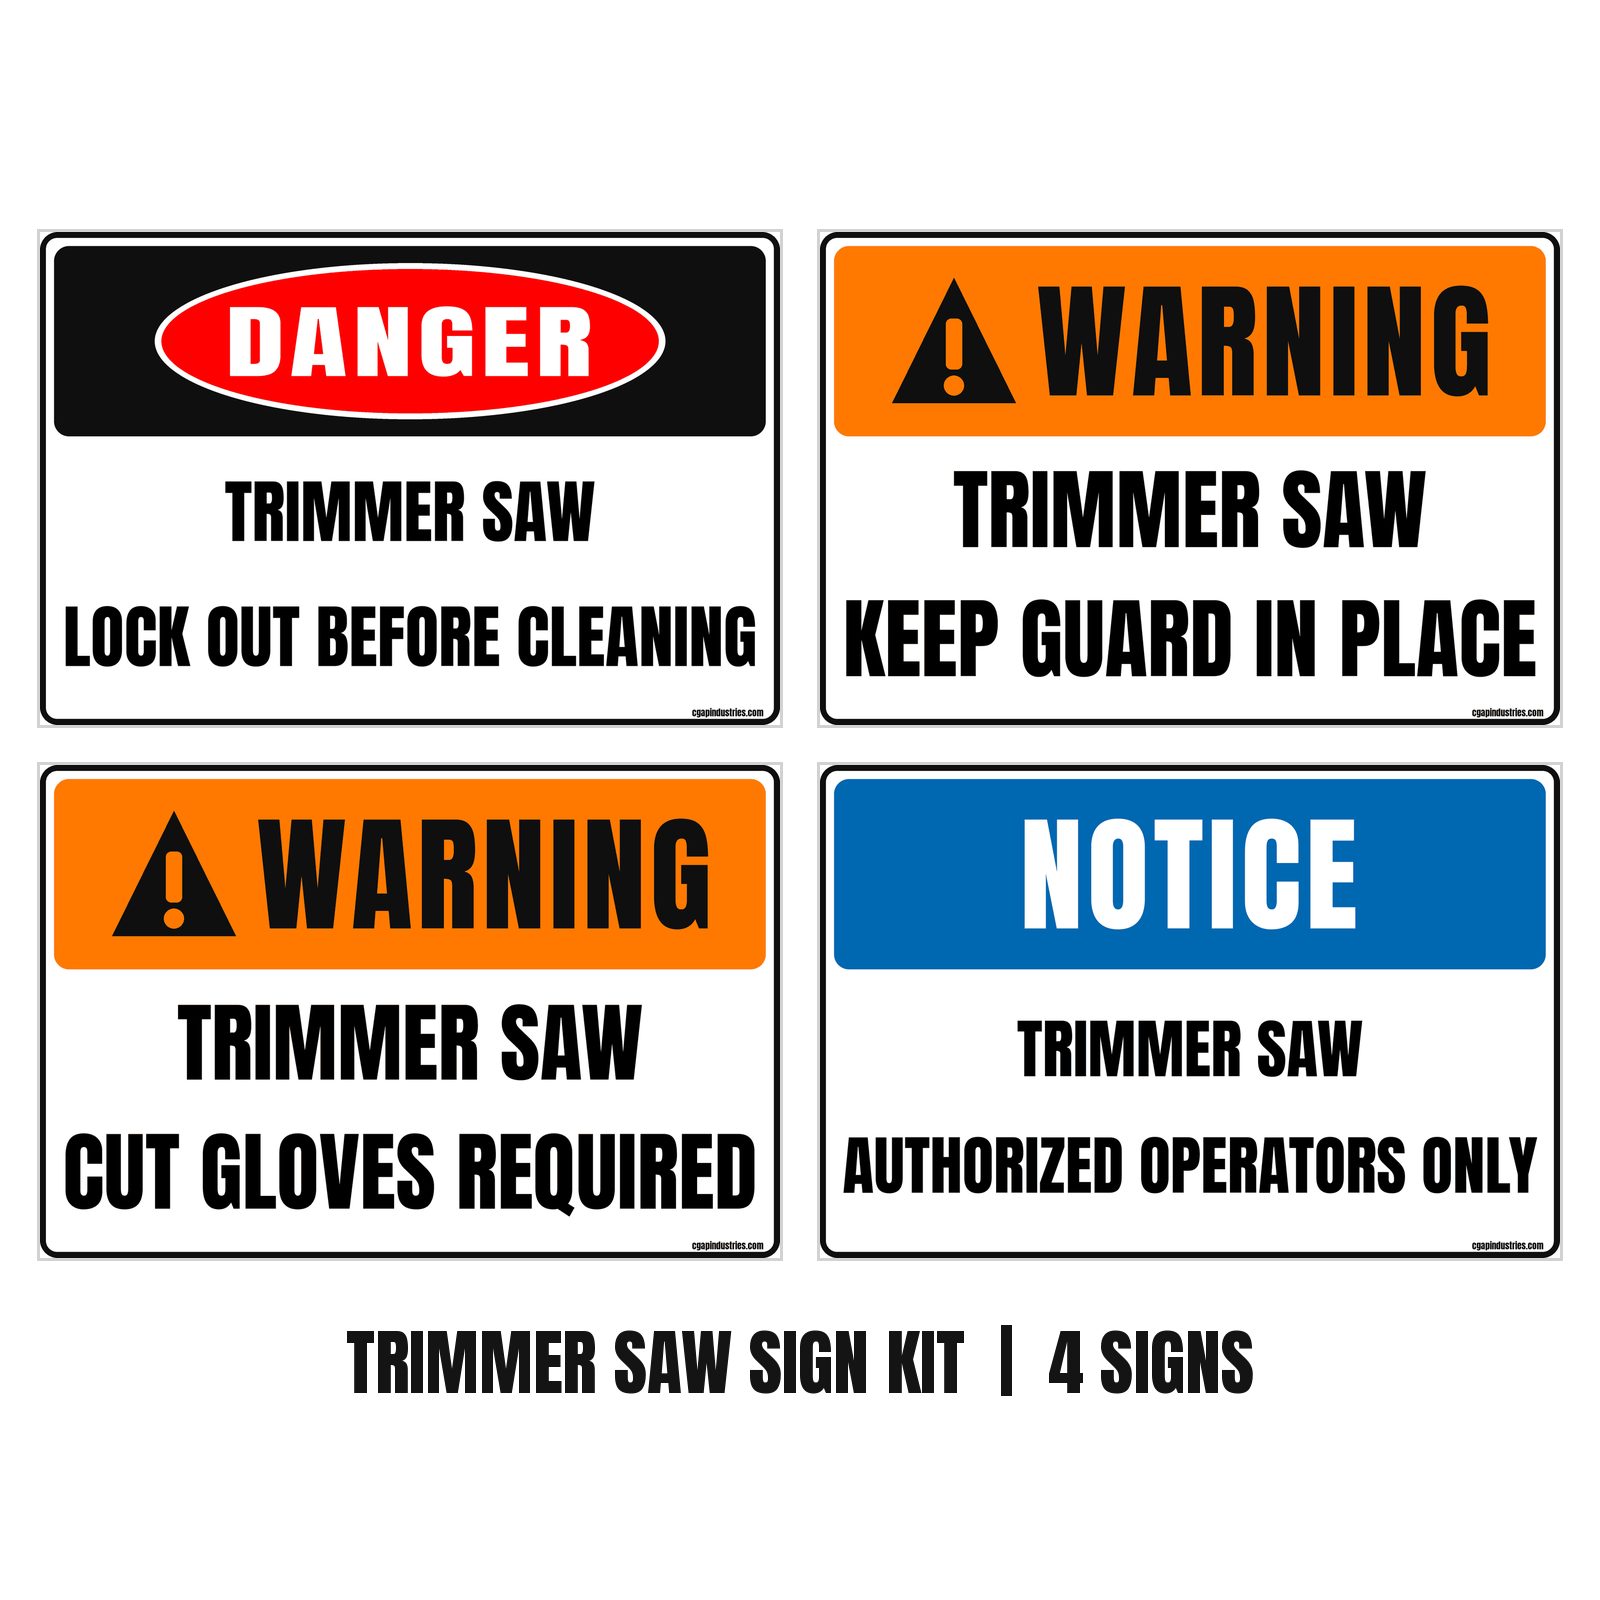 DANGER
TRIMMER SAW
LOCK OUT BEFORE CLEANING
cgapindustries.com
WARNING
TRIMMER SAW
KEEP GUARD IN PLACE
cgapindustries.com
WARNING
TRIMMER SAW
CUT GLOVES REQUIRED
cgapindustries.com
NOTICE
TRIMMER SAW
AUTHORIZED OPERATORS ONLY
cgapindustries.com
TRIMMER SAW SIGN KIT | 4 SIGNS